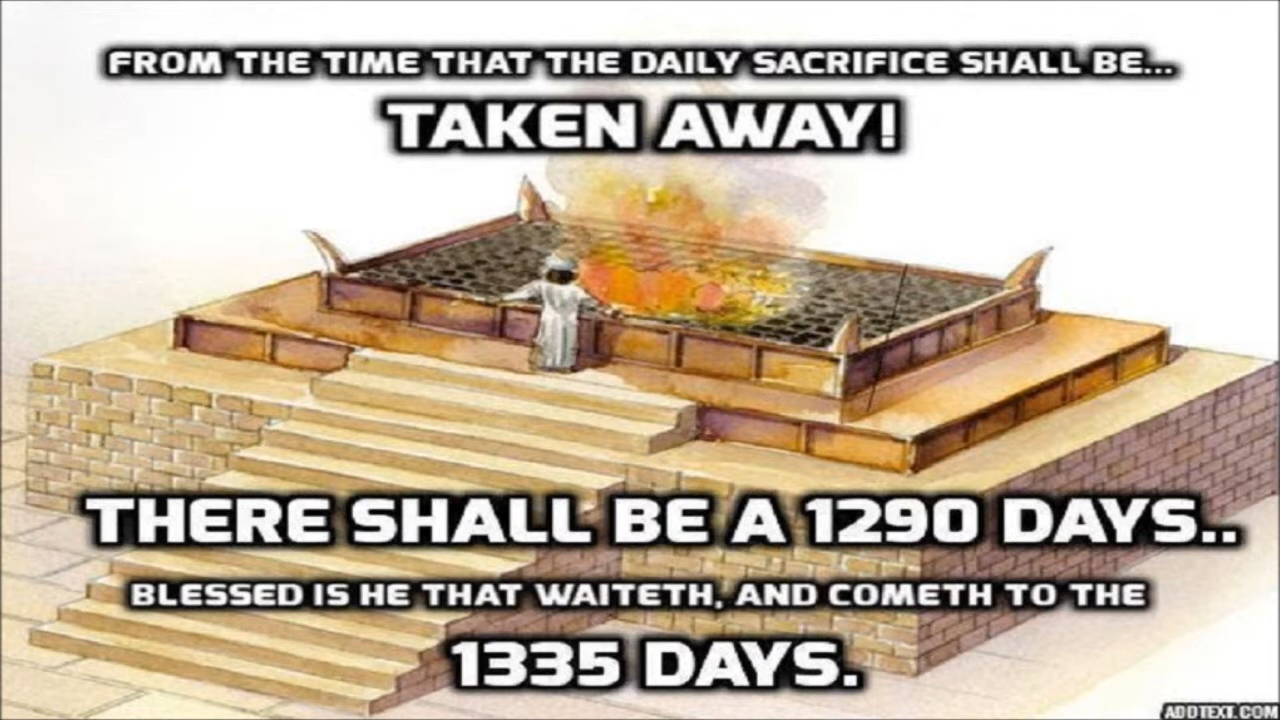 FROM THE TIME THAT THE DAILY SACRIFICE SHALL BE...
TAKEN AWAY!
THERE SHALL BE A 1290 DAYS..
BLESSED IS HE THAT WAITETH, AND COMETH TO THE
1335 DAYS.
ADDTEXT.COM